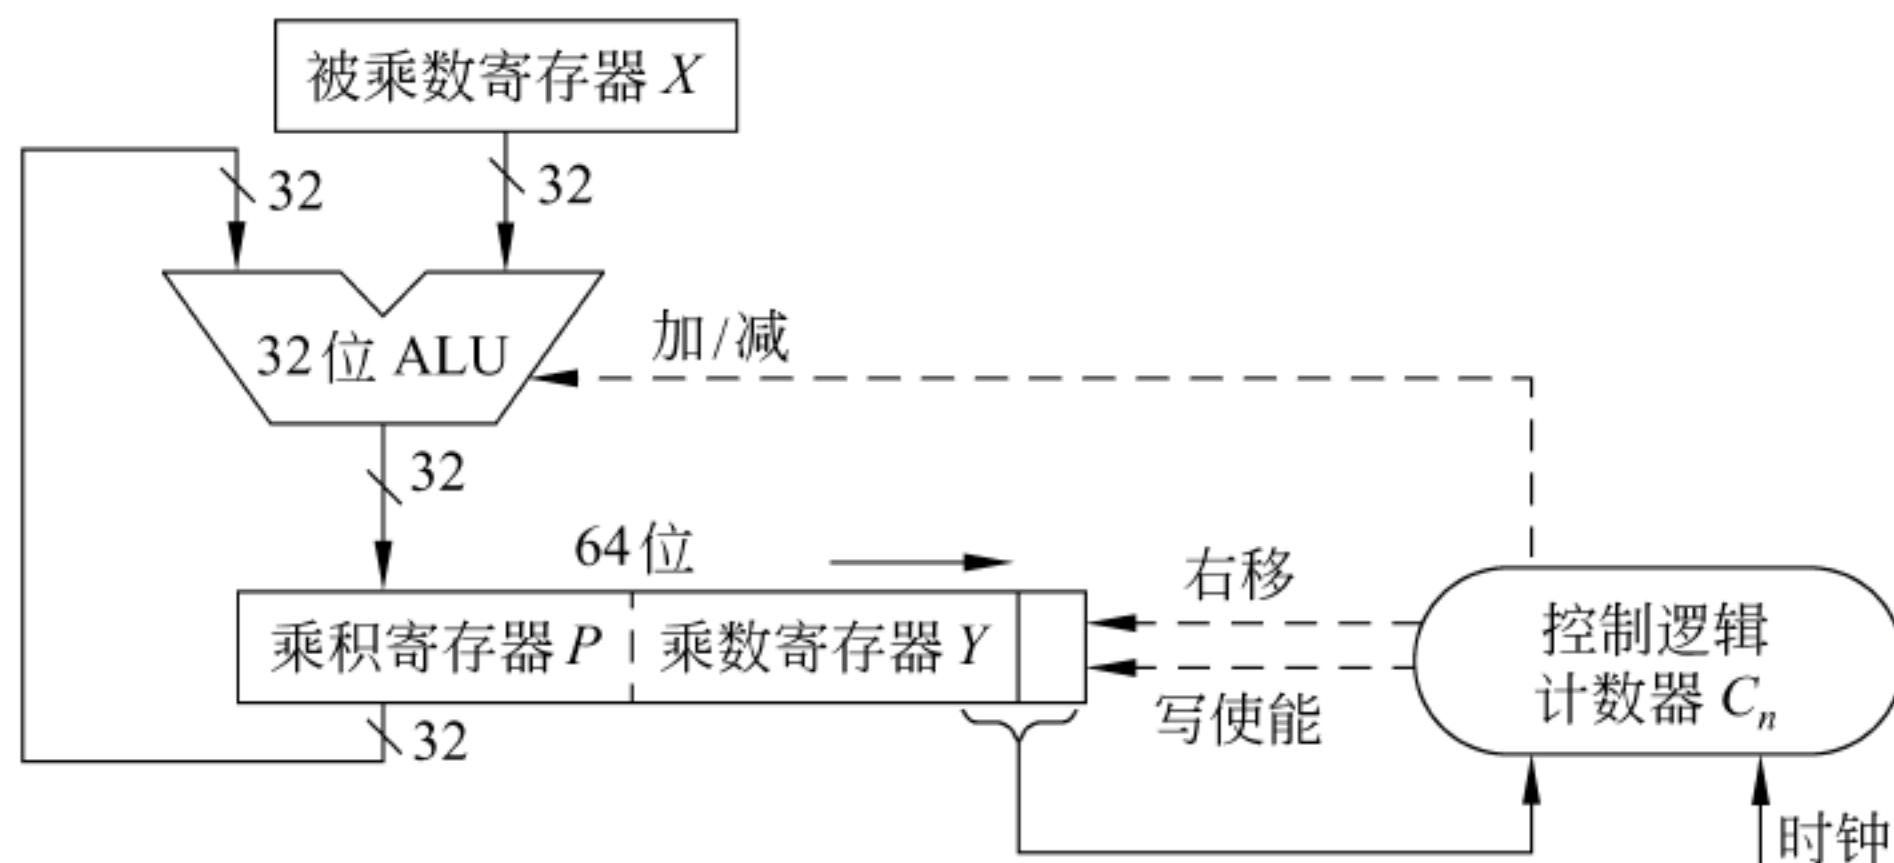 被乘数寄存器 X
32
32
32位 ALU
加/减
32
64位
右移
乘积寄存器 P
乘数寄存器 Y
控制逻辑
计数器 Cn
写使能
32
时钟